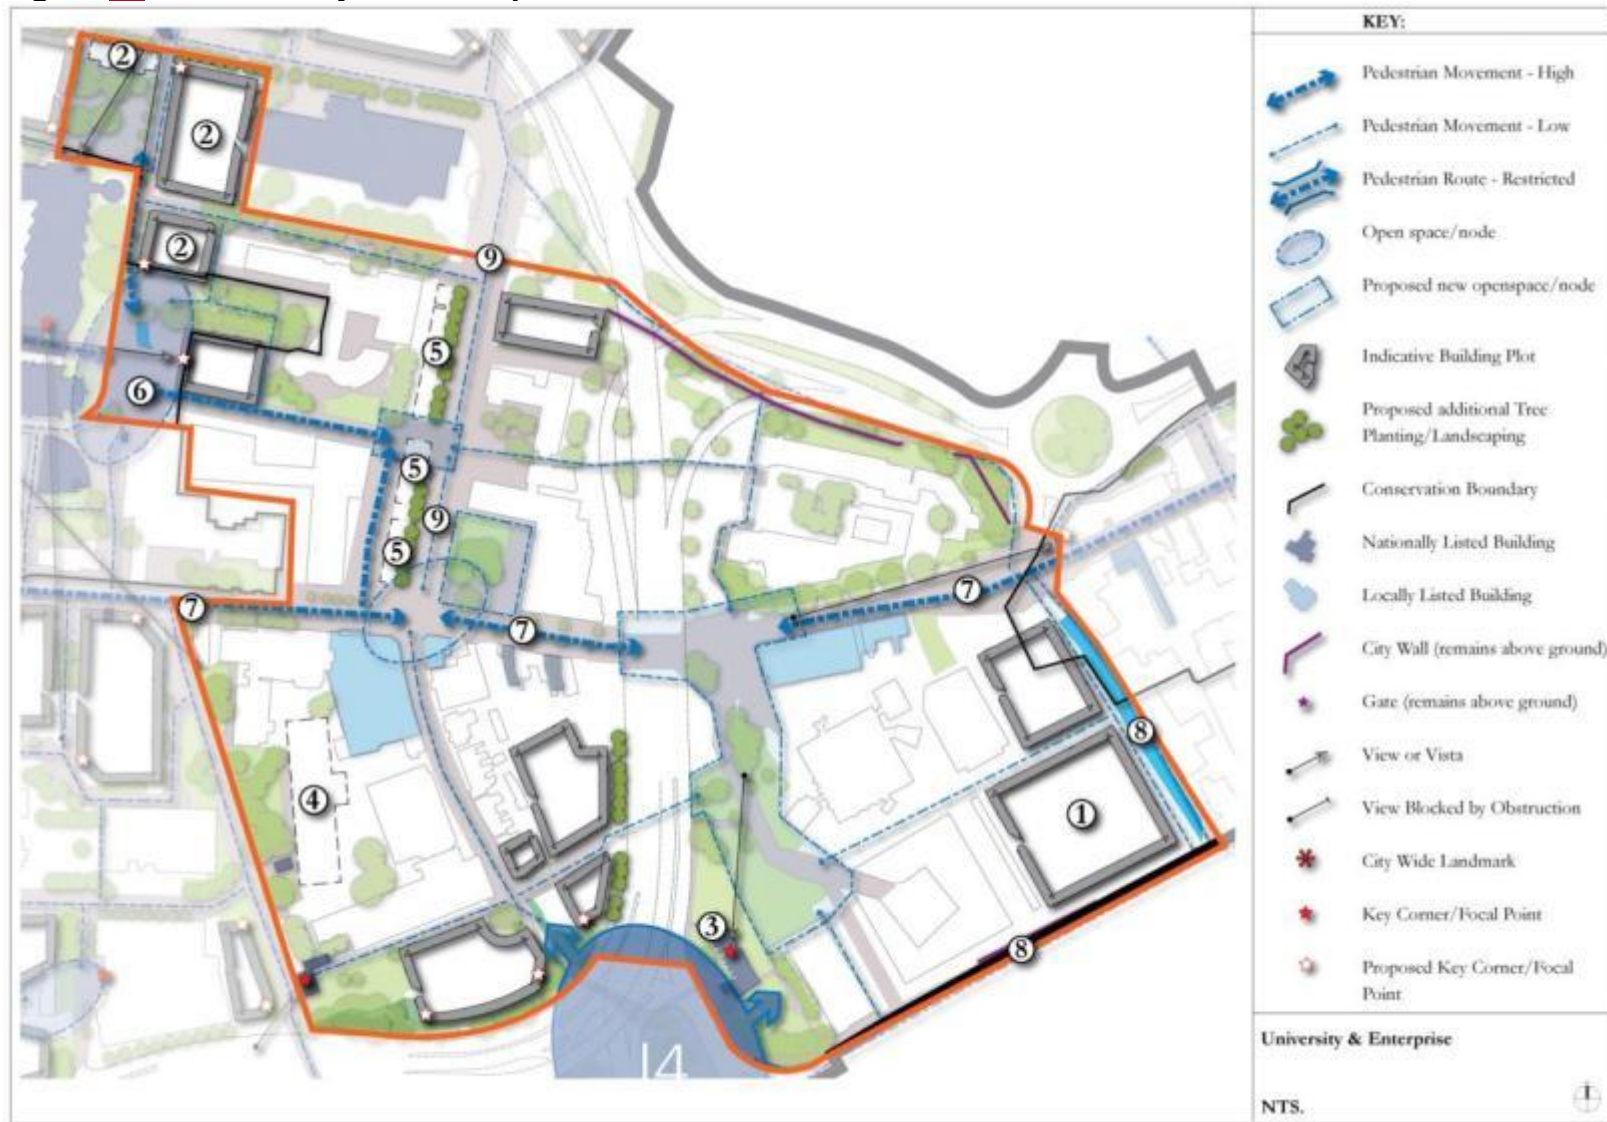 KEY:
Pedestrian Movement - High
Pedestrian Movement - Low
Pedestrian Route - Restricted
Open space/node
Proposed new openspace/node
Indicative Building Plot
Proposed additional Tree
Planting/Landscaping
Conservation Boundary
Nationally Listed Building
Locally Listed Building
City Wall (remains above ground)
Gate (remains above ground)
View or Vista
View Blocked by Obstruction
City Wide Landmark
Key Corner/Focal Point
Proposed Key Corner/Focal
Point
University & Enterprise
NTS.
2
2
2
9
5
6
5
9
5
7
7
7
8
4
1
3
8
J4